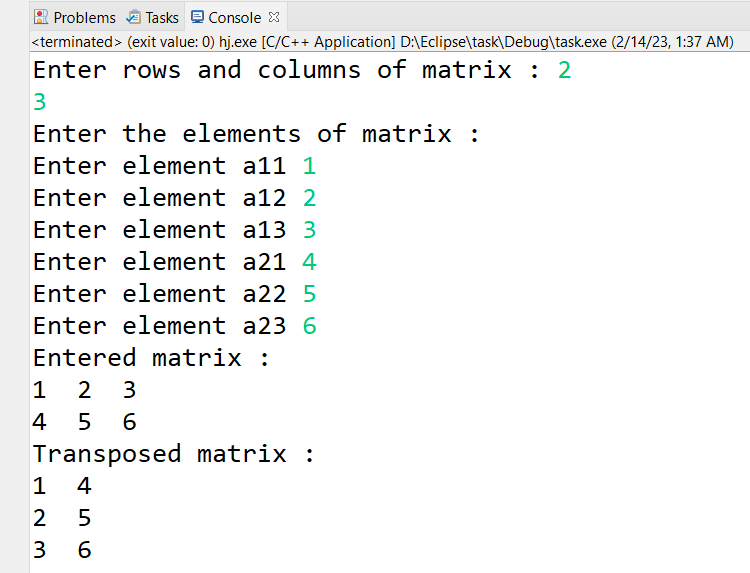 Problems Tasks Console
<terminated> (exit value: 0) hj.exe [C/C++ Application] D:\Eclipse\task\Debug\task.exe (2/14/23, 1:37 AM)
Enter rows and columns of matrix : 2
3
Enter the elements of matrix :
Enter element a11 1
Enter element a12 2
Enter element a13 3
Enter element a21 4
Enter element a22 5
Enter element a23 6
Entered matrix :
1  2  3
4  5  6
Transposed matrix :
1  4
2  5
3  6